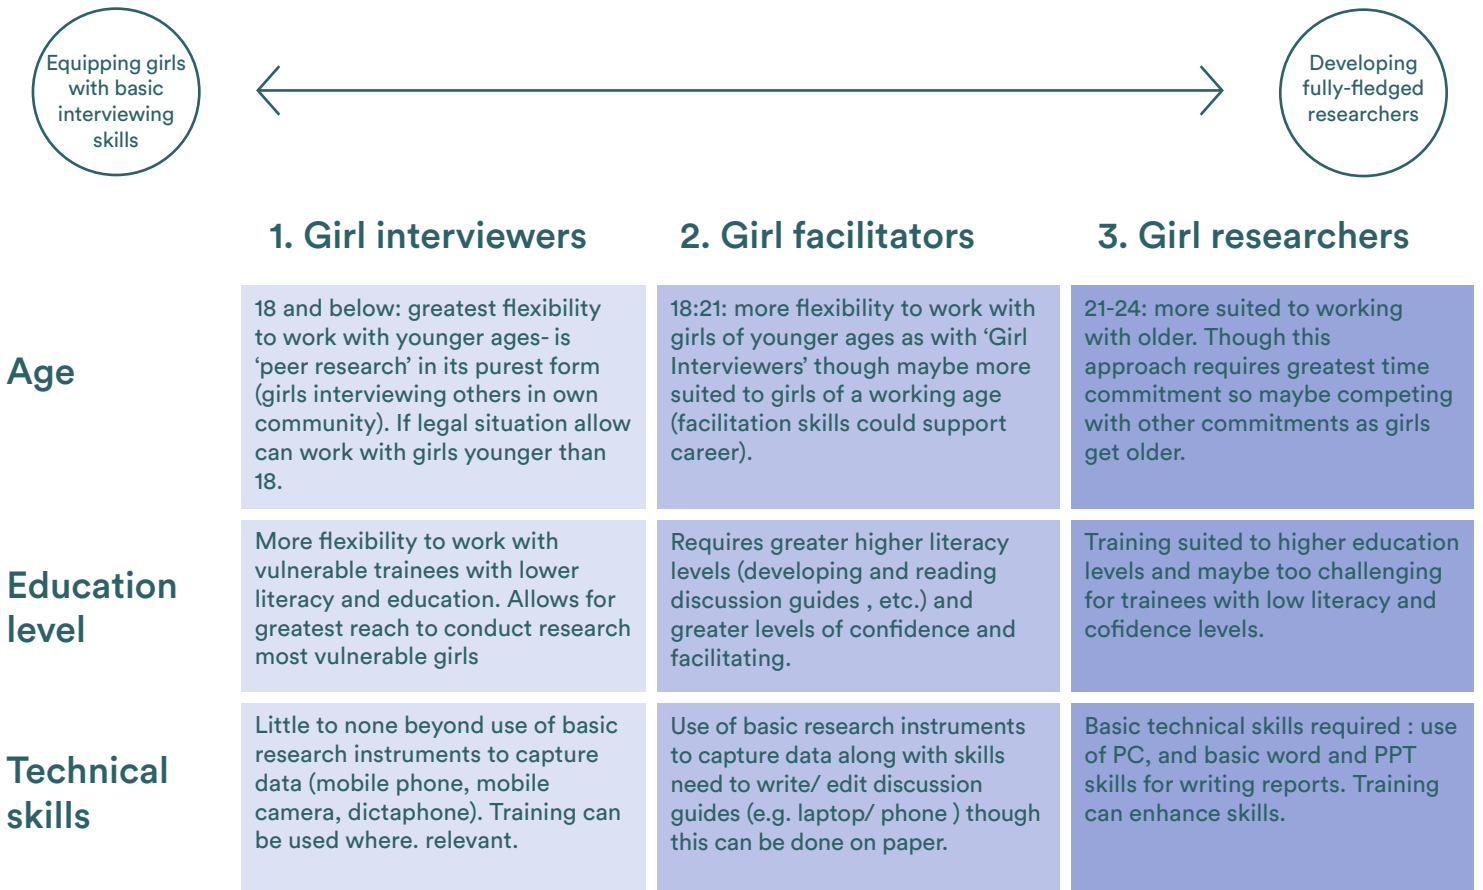 Equipping girls
with basic
interviewing
skills
Developing
fully-fledged
researchers
1. Girl interviewers
2. Girl facilitators
3. Girl researchers
Age
18 and below: greatest flexibility
to work with younger ages- is
‘peer research’ in its purest form
(girls interviewing others in own
community). If legal situation allow
can work with girls younger than
18.
18:21: more flexibility to work with
girls of younger ages as with ‘Girl
Interviewers’ though maybe more
suited to girls of a working age
(facilitation skills could support
career).
21-24: more suited to working
with older. Though this
approach requires greatest time
commitment so maybe competing
with other commitments as girls
get older.
Education
level
More flexibility to work with
vulnerable trainees with lower
literacy and education. Allows for
greatest reach to conduct research
most vulnerable girls
Requires greater higher literacy
levels (developing and reading
discussion guides , etc.) and
greater levels of confidence and
facilitating.
Training suited to higher education
levels and maybe too challenging
for trainees with low literacy and
cofidence levels.
Technical
skills
Little to none beyond use of basic
research instruments to capture
data (mobile phone, mobile
camera, dictaphone). Training can
be used where. relevant.
Use of basic research instruments
to capture data along with skills
need to write/ edit discussion
guides (e.g. laptop/ phone ) though
this can be done on paper.
Basic technical skills required : use
of PC, and basic word and PPT
skills for writing reports. Training
can enhance skills.